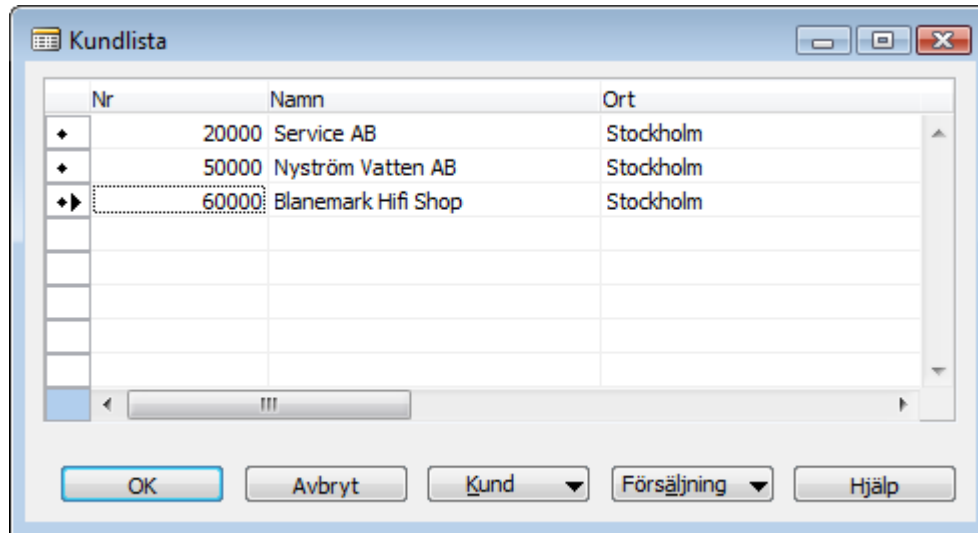 Kundlista
Nr Namn Ort
20000 Service AB Stockholm
50000 Nyström Vatten AB Stockholm
60000 Blanemark Hifi Shop Stockholm
OK Avbryt Kund Försäljning Hjälp